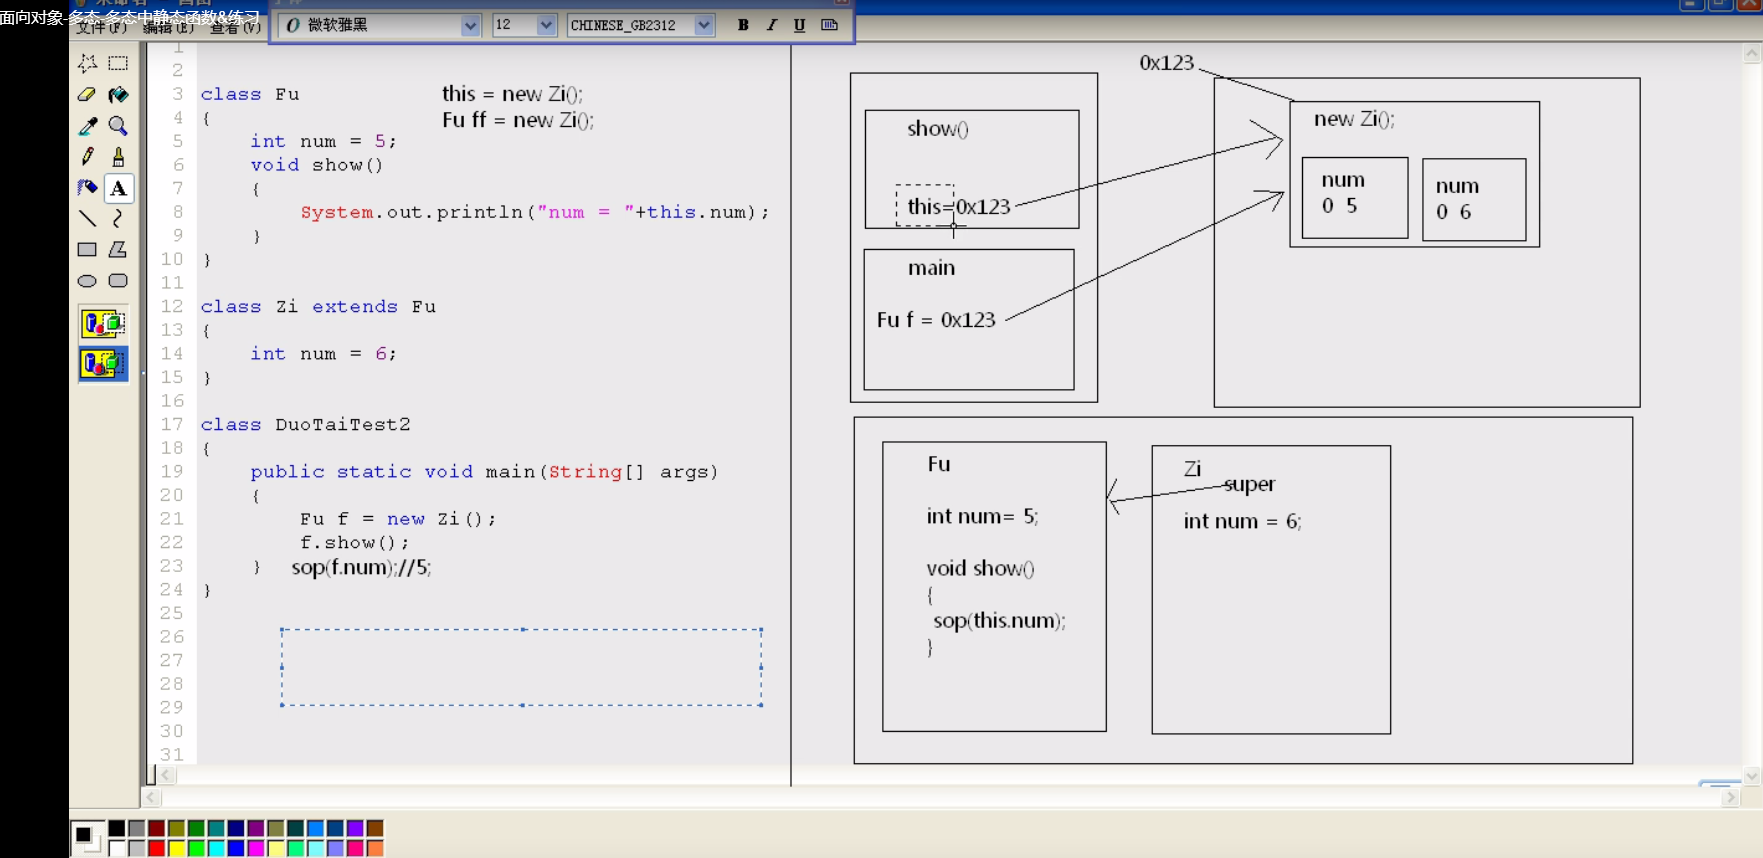 面向对象-多态-多态中静态函数&练习
文件(F) 编辑(E) 查看(V)
微软雅黑 12 CHINESE_GB2312 B I U
A
1
2
3 class Fu
this = new Zi();
4 {
Fu ff = new Zi();
5 int num = 5;
6 void show()
7 {
8 System.out.println("num = "+this.num);
9 }
10 }
11
12 class Zi extends Fu
13 {
14 int num = 6;
15 }
16
17 class DuoTaiTest2
18 {
19 public static void main(String[] args)
20 {
21 Fu f = new Zi();
22 f.show();
23 } sop(f.num);//5;
24 }
25
26
27
28
29
30
31
show()
this=0x123
main
Fu f = 0x123
0x123
new Zi();
num
0 5
num
0 6
Fu
int num= 5;
void show()
{
sop(this.num);
}
Zi
super
int num = 6;